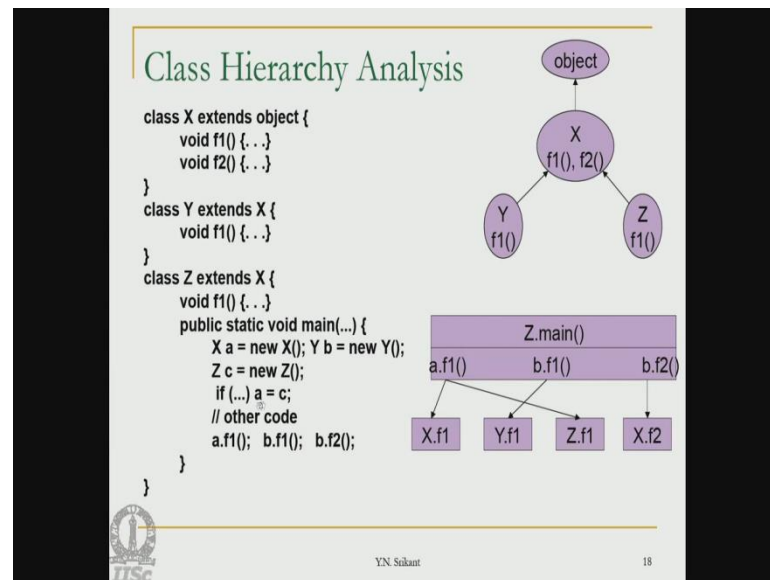 Class Hierarchy Analysis
class X extends object {
void f1() {. . .}
void f2() {. . .}
}
class Y extends X {
void f1() {. . .}
}
class Z extends X {
void f1() {. . .}
public static void main(...) {
X a = new X(); Y b = new Y();
Z c = new Z();
if (...) a = c;
// other code
a.f1(); b.f1(); b.f2();
}
}
object
X
f1(), f2()
Y
f1()
Z
f1()
Z.main()
a.f1() b.f1() b.f2()
X.f1 Y.f1 Z.f1 X.f2
IISc
Y.N. Srikant
18